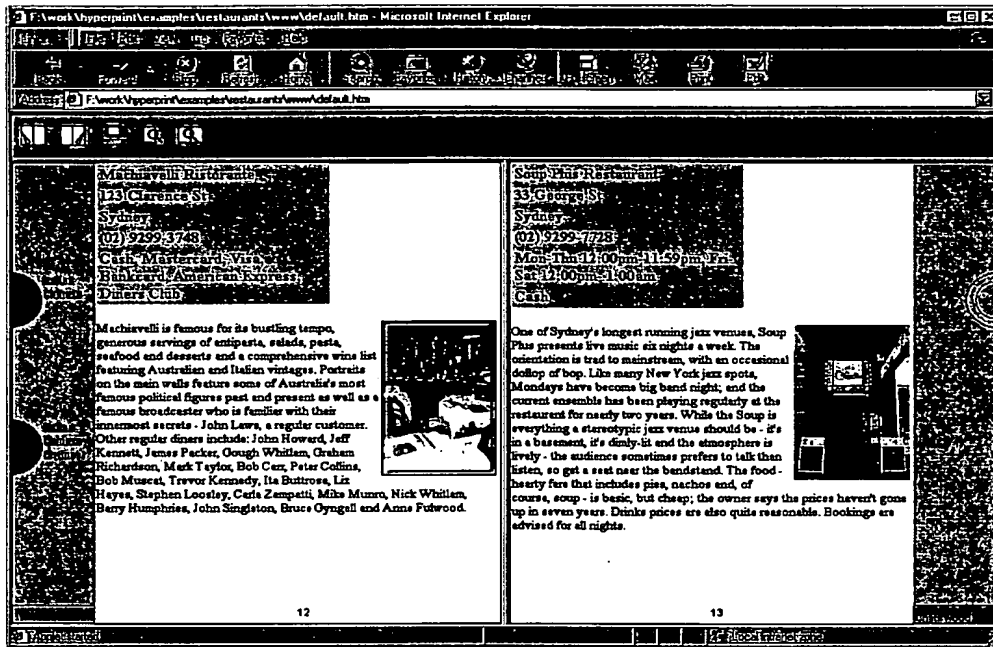 F:\work\hyperprint\examples\restaurants\www\default.htm - Microsoft Internet Explorer
Forward Stop Refresh Home
Address F:\work\hyperprint\examples\restaurants\www\default.htm
Machiavelli Ristorante
123 Clarence St
Sydney
(02) 9299-3748
Cash, Mastercard, Visa,
Bankcard, American Express,
Diners Club
Machiavelli is famous for its bustling tempo,
generous servings of antipasta, salads, pasta,
seafood and desserts and a comprehensive wine list
featuring Australian and Italian vintages. Portraits
on the main walls feature some of Australia's most
famous political figures past and present as well as a
famous broadcaster who is familier with their
innermost secrets - John Laws, a regular customer.
Other regular diners include: John Howard, Jeff
Kennett, James Packer, Gough Whitlam, Graham
Richardson, Mark Taylor, Bob Carr, Peter Collins,
Bob Muscat, Trevor Kennedy, Ita Buttrose, Liz
Hayes, Stephen Loosley, Carla Zampatti, Mike Munro, Nick Whitlam,
Barry Humphries, John Singleton, Bruce Gyngell and Anne Fulwood.
12
Soup Plus Restaurant
33 George St
Sydney
(02) 9299-7728
Mon-Thu 12:00pm-11:59pm, Fri-
Sat 12:00pm-1:00am
Cash
One of Sydney's longest running jazz venues, Soup
Plus presents live music six nights a week. The
orientation is trad to mainstream, with an occasional
dollop of bop. Like many New York jazz spots,
Mondays have become big band night; and the
current ensemble has been playing regularly at the
restaurant for nearly two years. While the Soup is
everything a stereotypic jazz venue should be - it's
in a basement, it's dimly-lit and the atmosphere is
lively - the audience sometimes prefers to talk than
listen, so get a seat near the bandstand. The food -
hearty fare that includes pies, nachos and, of
course, soup - is basic, but cheap; the owner says the prices haven't gone
up in seven years. Drinks prices are also quite reasonable. Bookings are
advised for all nights.
13